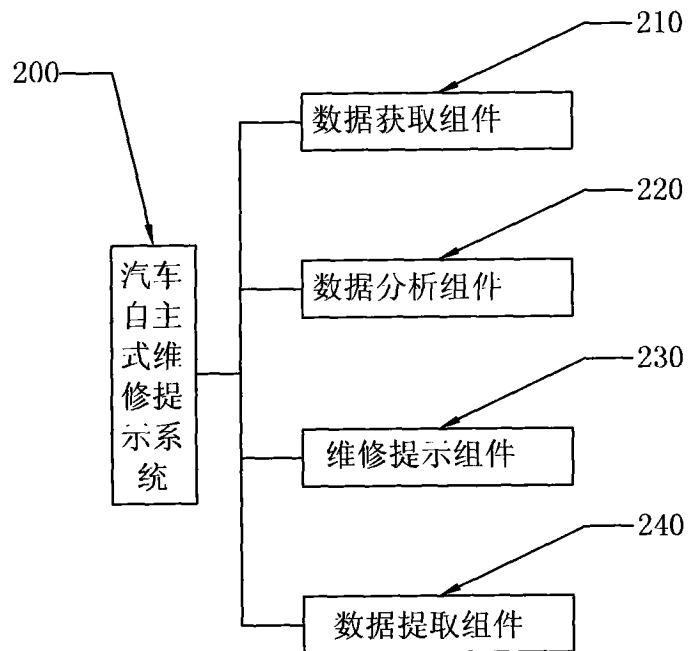 210
200
数据获取组件
220
汽车
自主
式维
修提
示系
统
数据分析组件
230
维修提示组件
240
数据提取组件